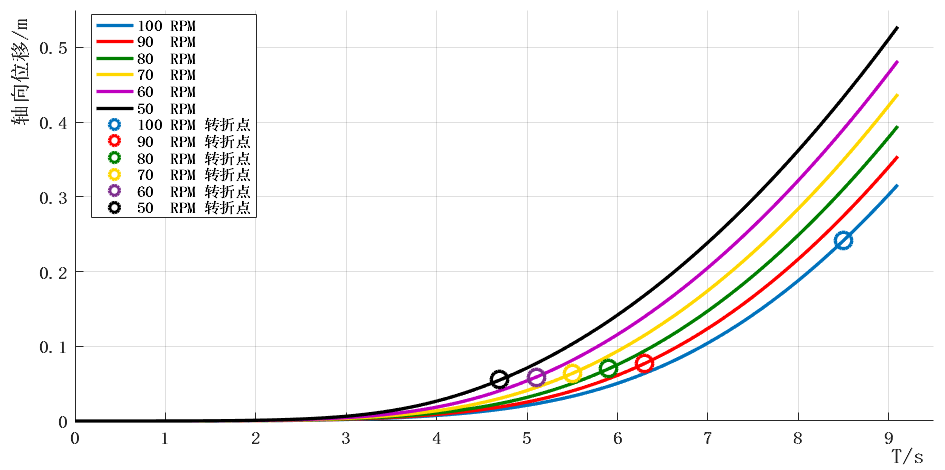 轴向位移/m
0.5
0.4
0.3
0.2
0.1
0
100 RPM
90 RPM
80 RPM
70 RPM
60 RPM
50 RPM
100 RPM 转折点
90 RPM 转折点
80 RPM 转折点
70 RPM 转折点
60 RPM 转折点
50 RPM 转折点
0 1 2 3 4 5 6 7 8 9
T/s